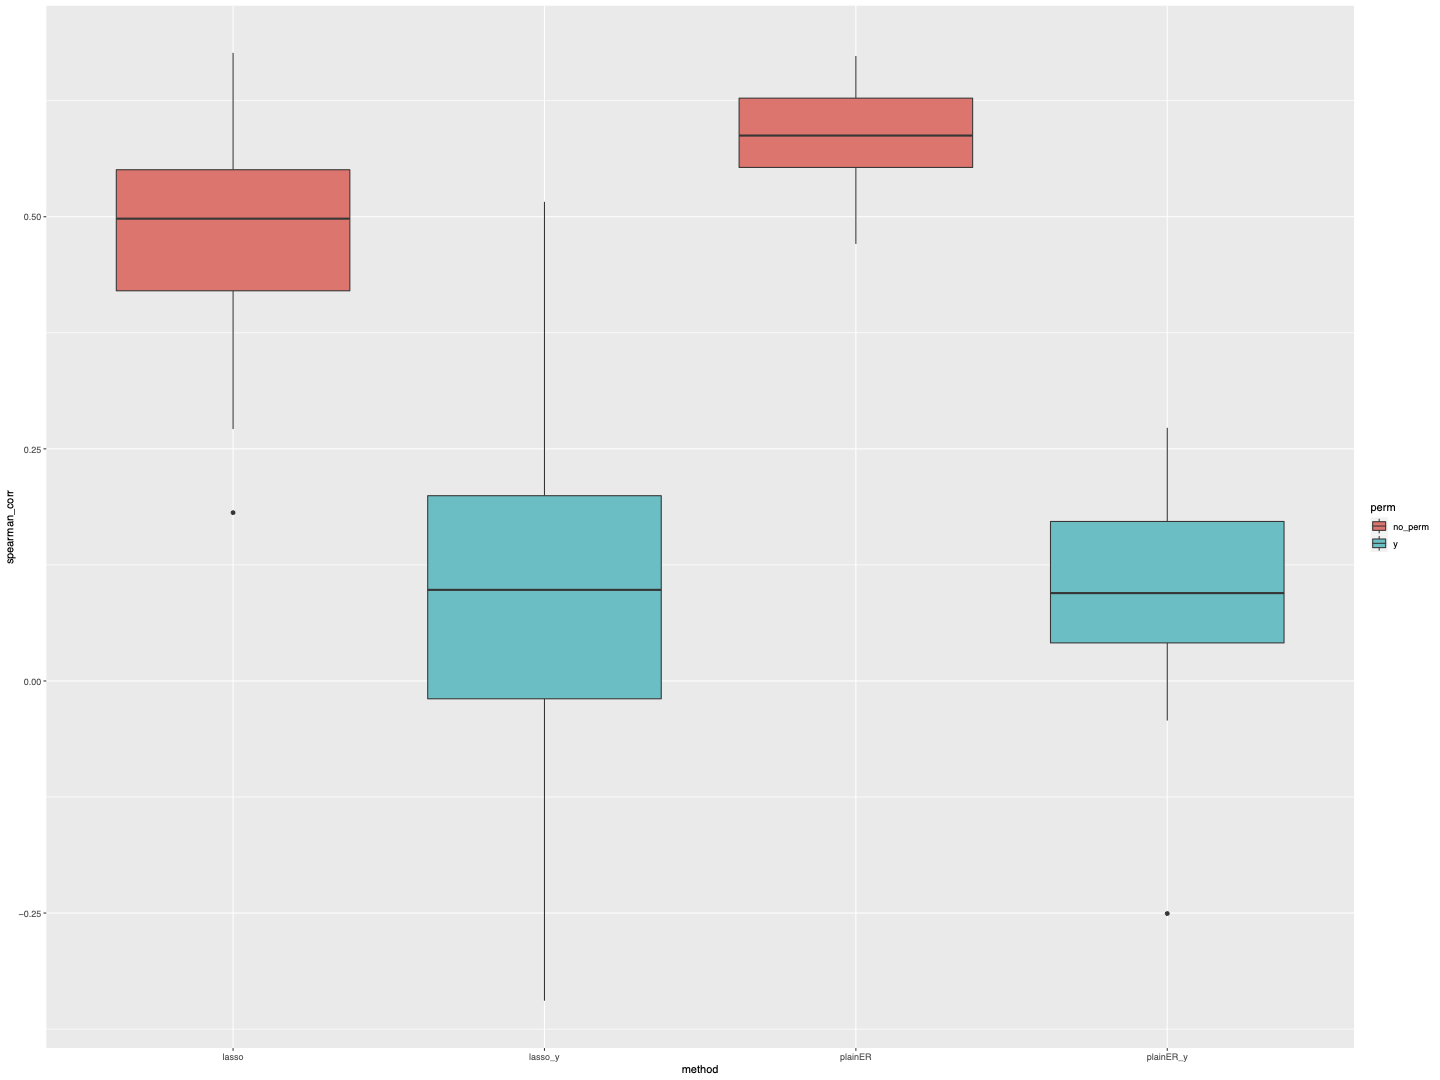 spearman_corr
0.50
0.25
0.00
−0.25
lasso
lasso_y
plainER
plainER_y
method
perm
no_perm
y